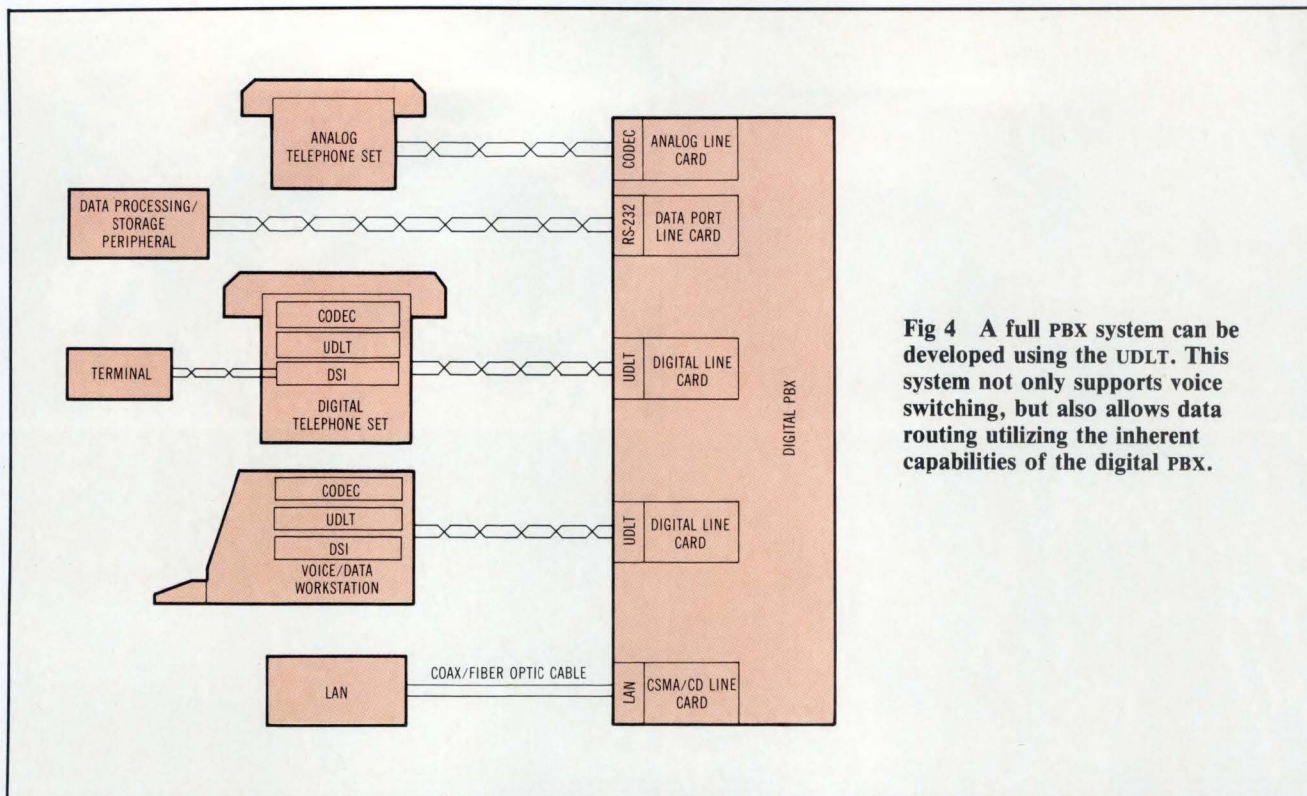 ANALOG
TELEPHONE SET
CODEC
ANALOG LINE
CARD
DATA PROCESSING/
STORAGE
PERIPHERAL
RS-232
DATA PORT
LINE CARD
TERMINAL
CODEC
UDLT
DSI
DIGITAL
TELEPHONE SET
UDLT
DIGITAL LINE
CARD
DIGITAL PBX
CODEC
UDLT
DSI
VOICE/DATA
WORKSTATION
UDLT
DIGITAL LINE
CARD
LAN
COAX/FIBER OPTIC CABLE
LAN
CSMA/CD LINE
CARD
Fig 4 A full PBX system can be
developed using the UDLT. This
system not only supports voice
switching, but also allows data
routing utilizing the inherent
capabilities of the digital PBX.